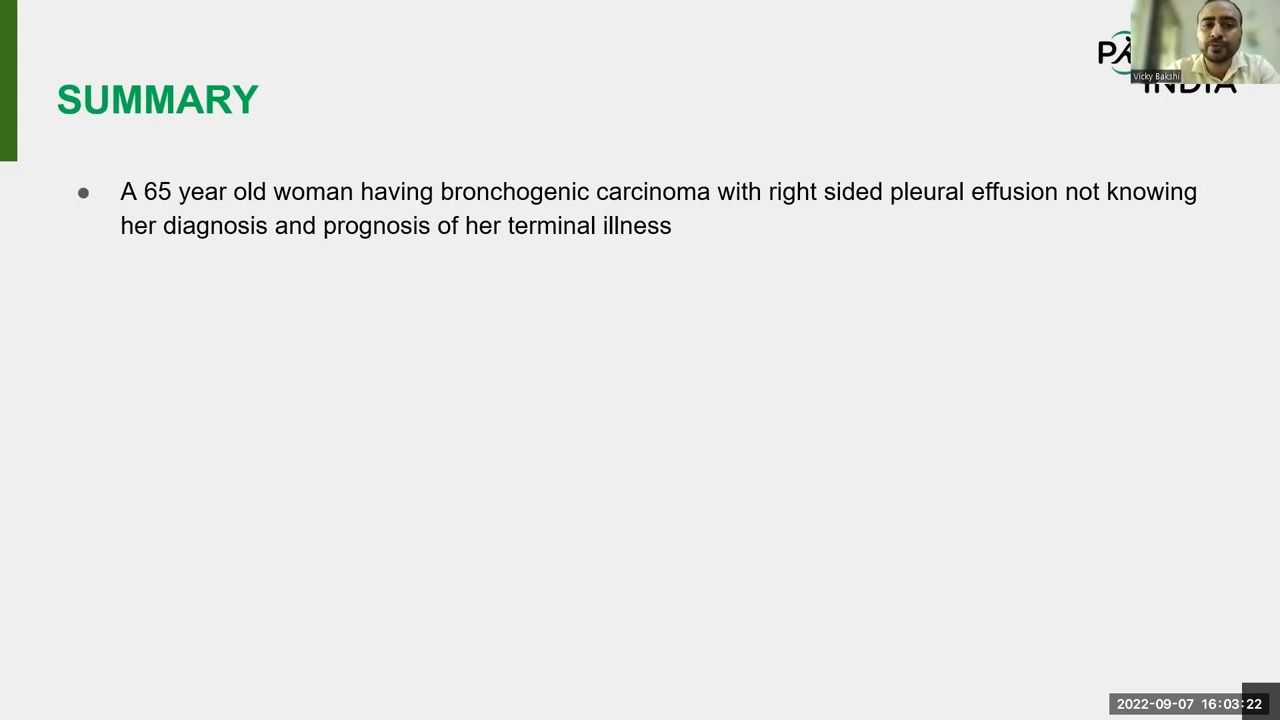 SUMMARY
Vicky Bakshi
INDIA
● A 65 year old woman having bronchogenic carcinoma with right sided pleural effusion not knowing
her diagnosis and prognosis of her terminal illness
2022-09-07 16:03:22